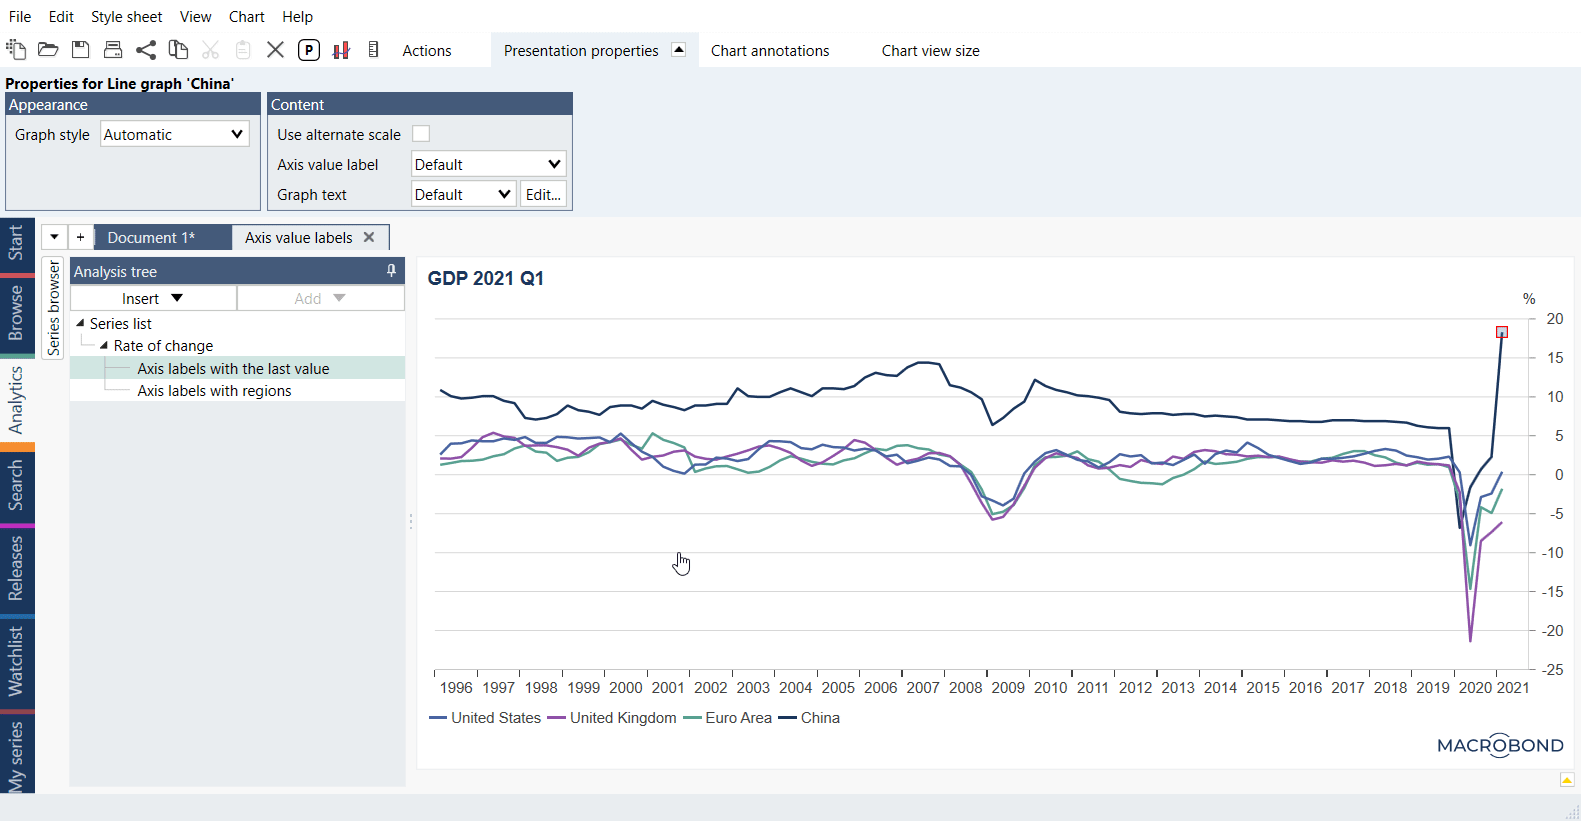 File Edit Style sheet View Chart Help
P Actions Presentation properties Chart annotations Chart view size
Properties for Line graph 'China'
Appearance Content
Graph style Automatic Use alternate scale
Axis value label Default
Graph text Default Edit...
Start
Browse
Analytics
Search
Releases
Watchlist
My series
+ Document 1* Axis value labels
Series browser
Analysis tree
Insert Add
Series list
Rate of change
Axis labels with the last value
Axis labels with regions
GDP 2021 Q1
%
20
15
10
5
0
-5
-10
-15
-20
-25
1996 1997 1998 1999 2000 2001 2002 2003 2004 2005 2006 2007 2008 2009 2010 2011 2012 2013 2014 2015 2016 2017 2018 2019 2020 2021
United States United Kingdom Euro Area China
MACROBOND